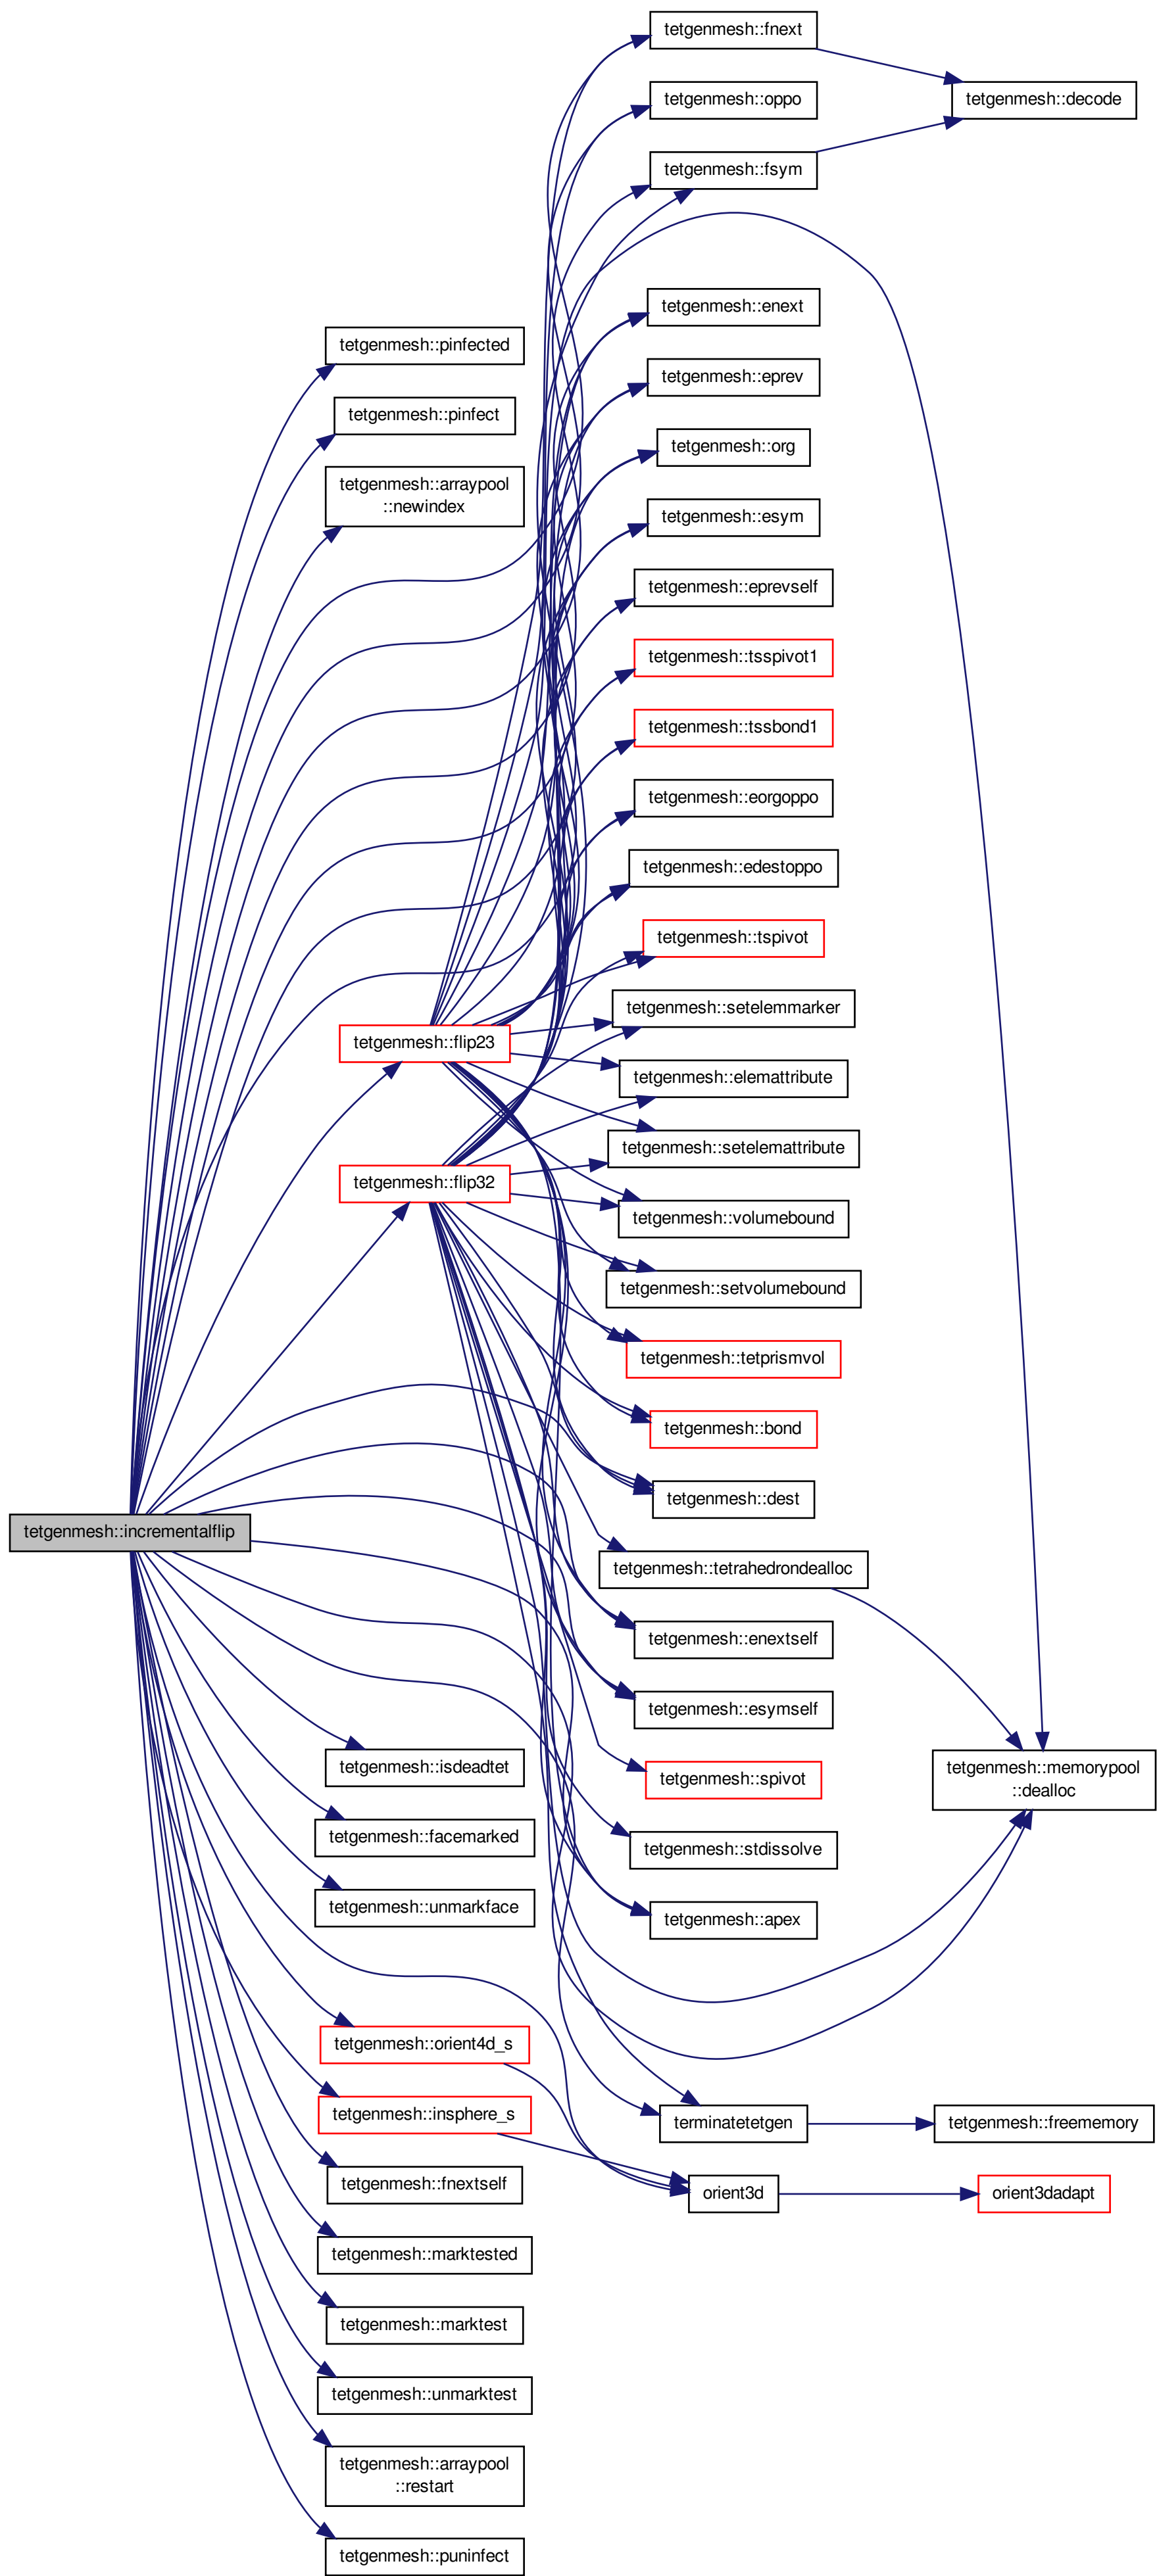 tetgenmesh::incrementalflip
tetgenmesh::pinfected
tetgenmesh::pinfect
tetgenmesh::arraypool
::newindex
tetgenmesh::flip23
tetgenmesh::flip32
tetgenmesh::isdeadtet
tetgenmesh::facemarked
tetgenmesh::unmarkface
tetgenmesh::orient4d_s
tetgenmesh::insphere_s
tetgenmesh::fnextself
tetgenmesh::marktested
tetgenmesh::marktest
tetgenmesh::unmarktest
tetgenmesh::arraypool
::restart
tetgenmesh::puninfect
tetgenmesh::fnext
tetgenmesh::oppo
tetgenmesh::fsym
tetgenmesh::enext
tetgenmesh::eprev
tetgenmesh::org
tetgenmesh::esym
tetgenmesh::eprevself
tetgenmesh::tsspivot1
tetgenmesh::tssbond1
tetgenmesh::eorgoppo
tetgenmesh::edestoppo
tetgenmesh::tspivot
tetgenmesh::setelemmarker
tetgenmesh::elemattribute
tetgenmesh::setelemattribute
tetgenmesh::volumebound
tetgenmesh::setvolumebound
tetgenmesh::tetprismvol
tetgenmesh::bond
tetgenmesh::dest
tetgenmesh::tetrahedrondealloc
tetgenmesh::enextself
tetgenmesh::esymself
tetgenmesh::spivot
tetgenmesh::stdissolve
tetgenmesh::apex
terminatetetgen
orient3d
tetgenmesh::decode
tetgenmesh::memorypool
::dealloc
tetgenmesh::freememory
orient3dadapt